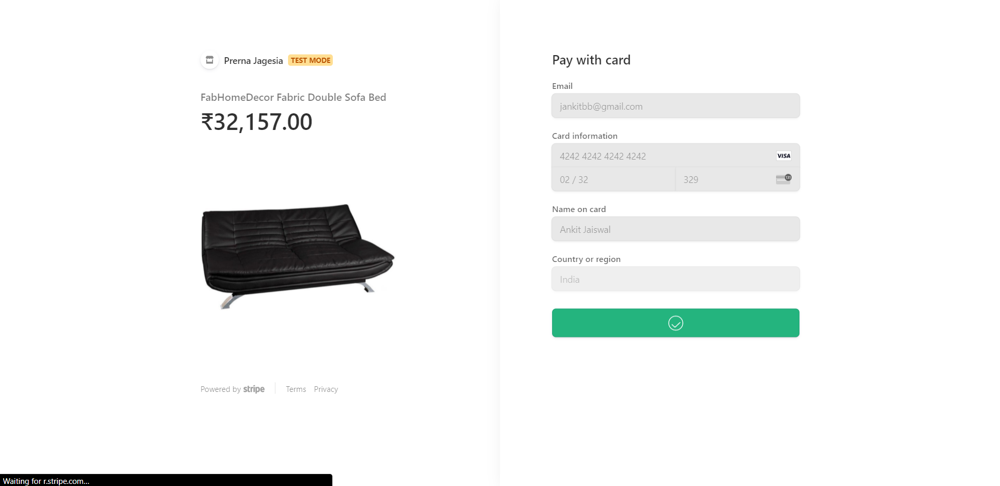 Prerna Jagesia TEST MODE
FabHomeDecor Fabric Double Sofa Bed
₹32,157.00
Powered by stripe
Terms Privacy
Pay with card
Email
jankitbb@gmail.com
Card information
4242 4242 4242 4242 VISA
02 / 32 329 135
Name on card
Ankit Jaiswal
Country or region
India
Waiting for r.stripe.com...